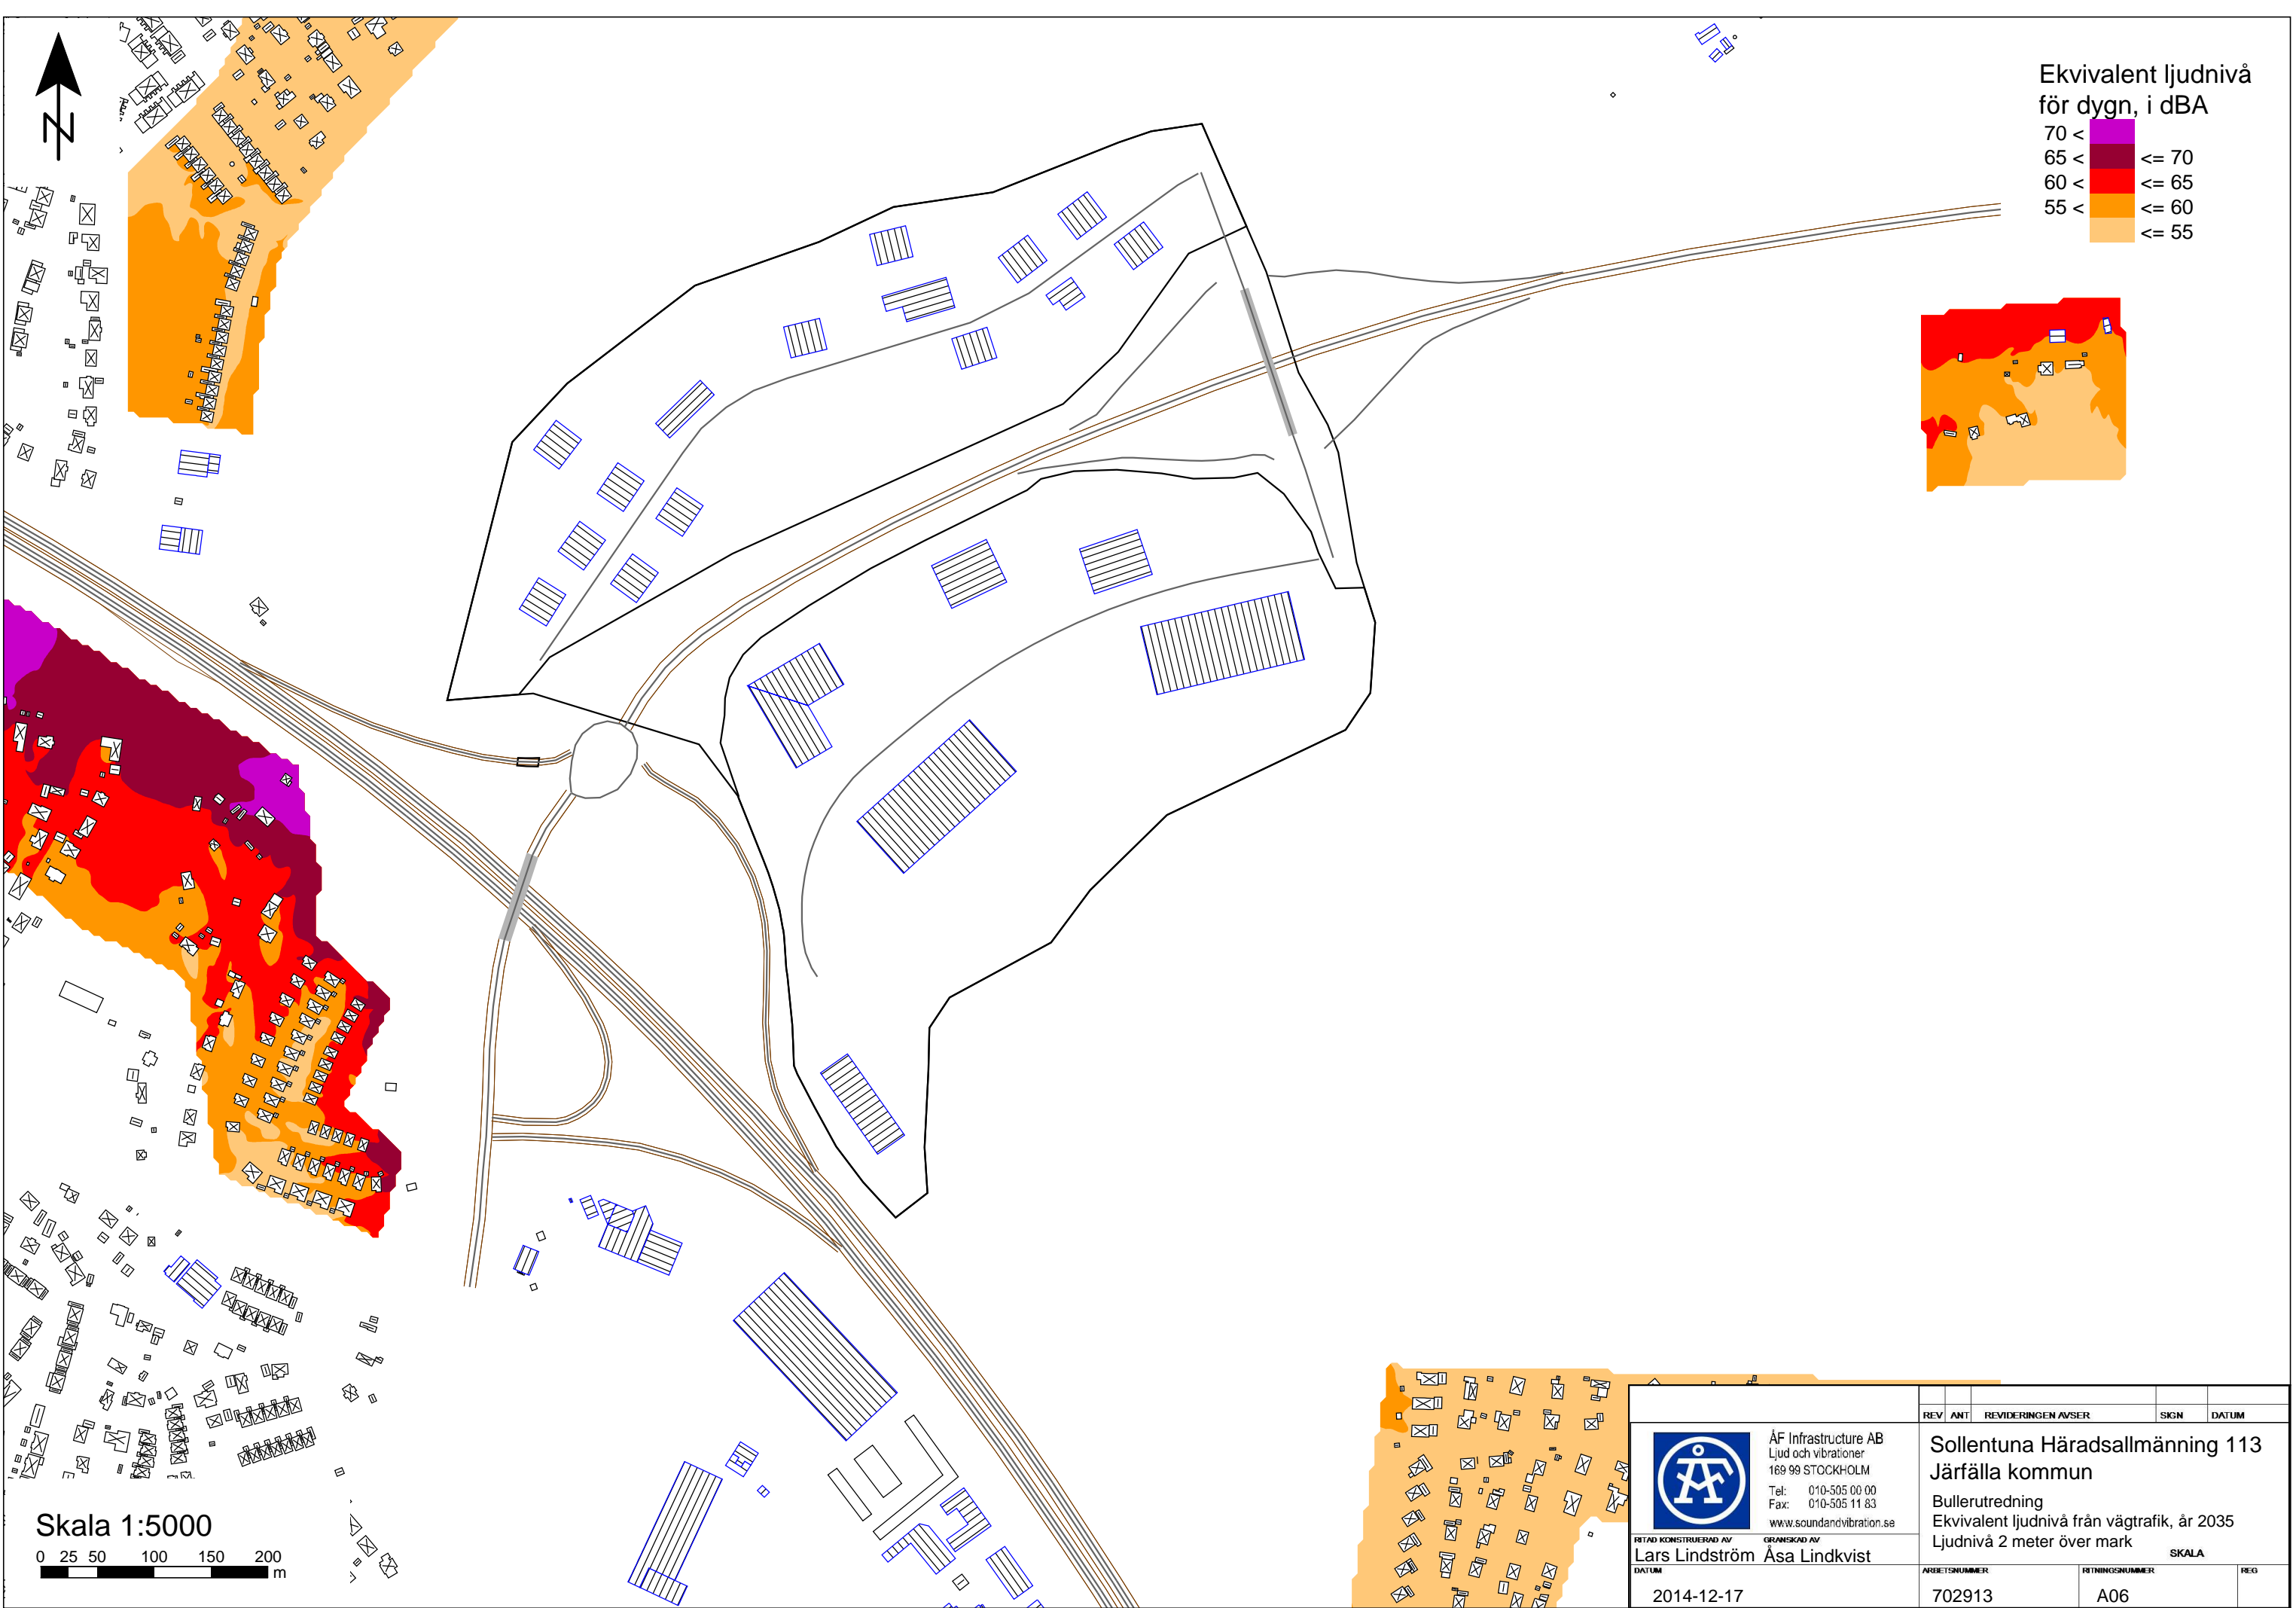 N
Ekvivalent ljudnivå
för dygn, i dBA
70 <
65 < <= 70
60 < <= 65
55 < <= 60
<= 55
Skala 1:5000
0 25 50 100 150 200
m
REV ANT REVIDERINGEN AVSER SIGN DATUM
ÅF
ÅF Infrastructure AB
Ljud och vibrationer
169 99 STOCKHOLM
Tel: 010-505 00 00
Fax: 010-505 11 83
www.soundandvibration.se
Sollentuna Häradsallmänning 113
Järfälla kommun
Bullerutredning
Ekvivalent ljudnivå från vägtrafik, år 2035
Ljudnivå 2 meter över mark
SKALA
RITAD KONSTRUERAD AV GRANSKAD AV
Lars Lindström Åsa Lindkvist
DATUM
2014-12-17
ARBETSNUMMER RITNINGSNUMMER REG
702913 A06